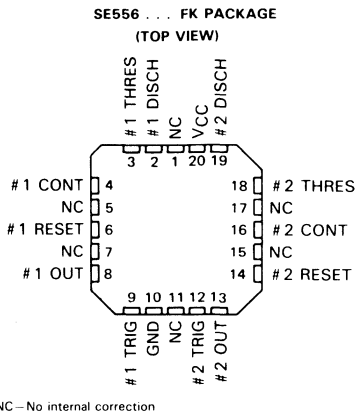 SE556 . . . FK PACKAGE
(TOP VIEW)
#1 THRES
#1 DISCH
NC
VCC
#2 DISCH
3 2 1 20 19
#1 CONT 4
NC 5
#1 RESET 6
NC 7
#1 OUT 8
18 #2 THRES
17 NC
16 #2 CONT
15 NC
14 #2 RESET
9 10 11 12 13
#1 TRIG
GND
NC
#2 TRIG
#2 OUT
NC – No internal correction